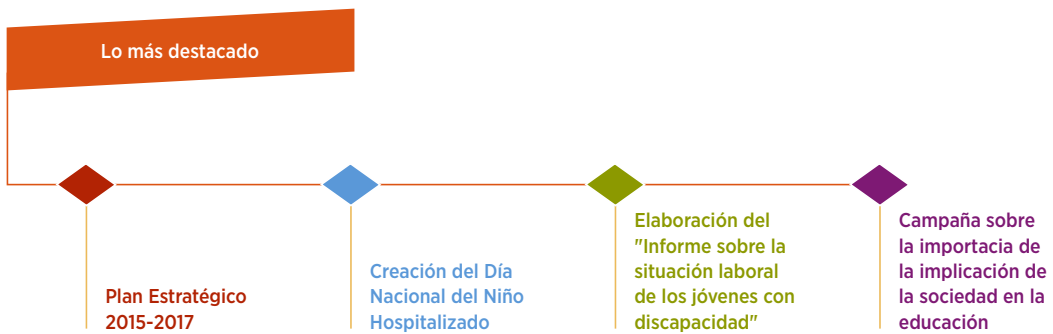 Lo más destacado
Plan Estratégico
2015-2017
Creación del Día
Nacional del Niño
Hospitalizado
Elaboración del
"Informe sobre la
situación laboral
de los jóvenes con
discapacidad"
Campaña sobre
la importacia de
la implicación de
la sociedad en la
educación